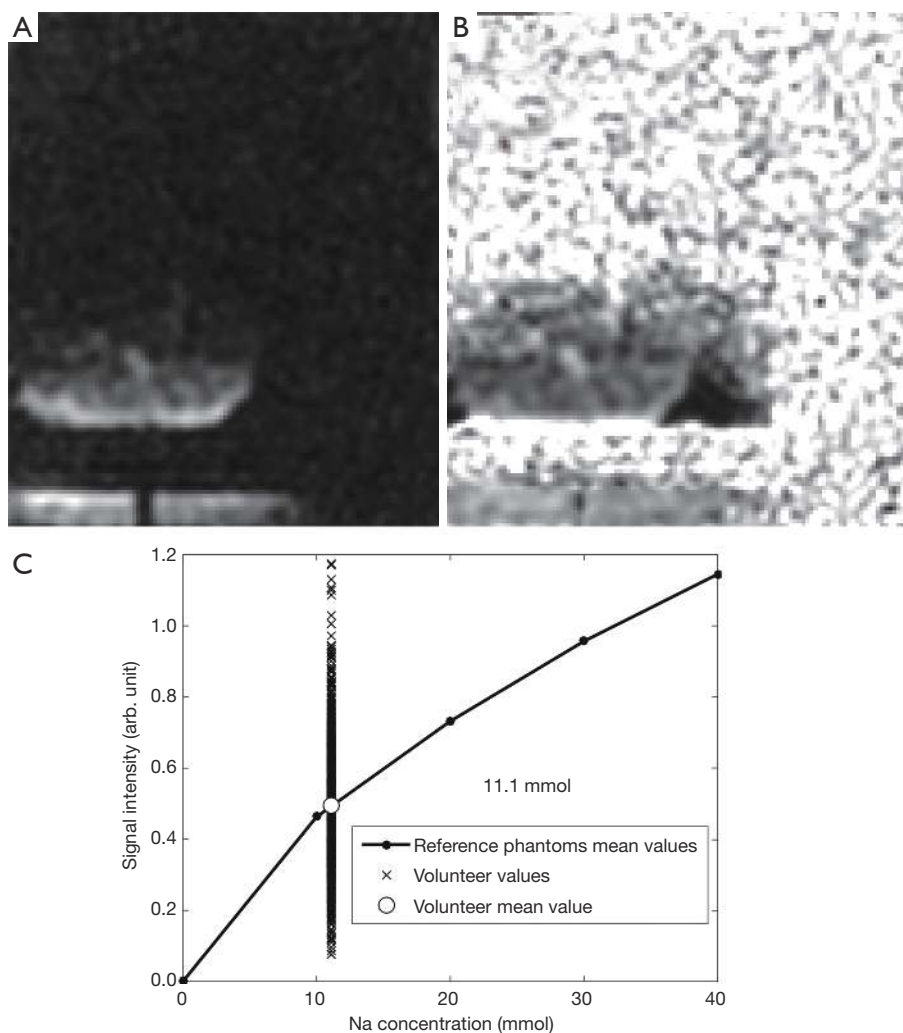 A
B
C
1.2
1.0
0.8
0.6
0.4
0.2
0.0
Signal intensity (arb. unit)
11.1 mmol
Reference phantoms mean values
Volunteer values
Volunteer mean value
0
10
20
30
40
Na concentration (mmol)